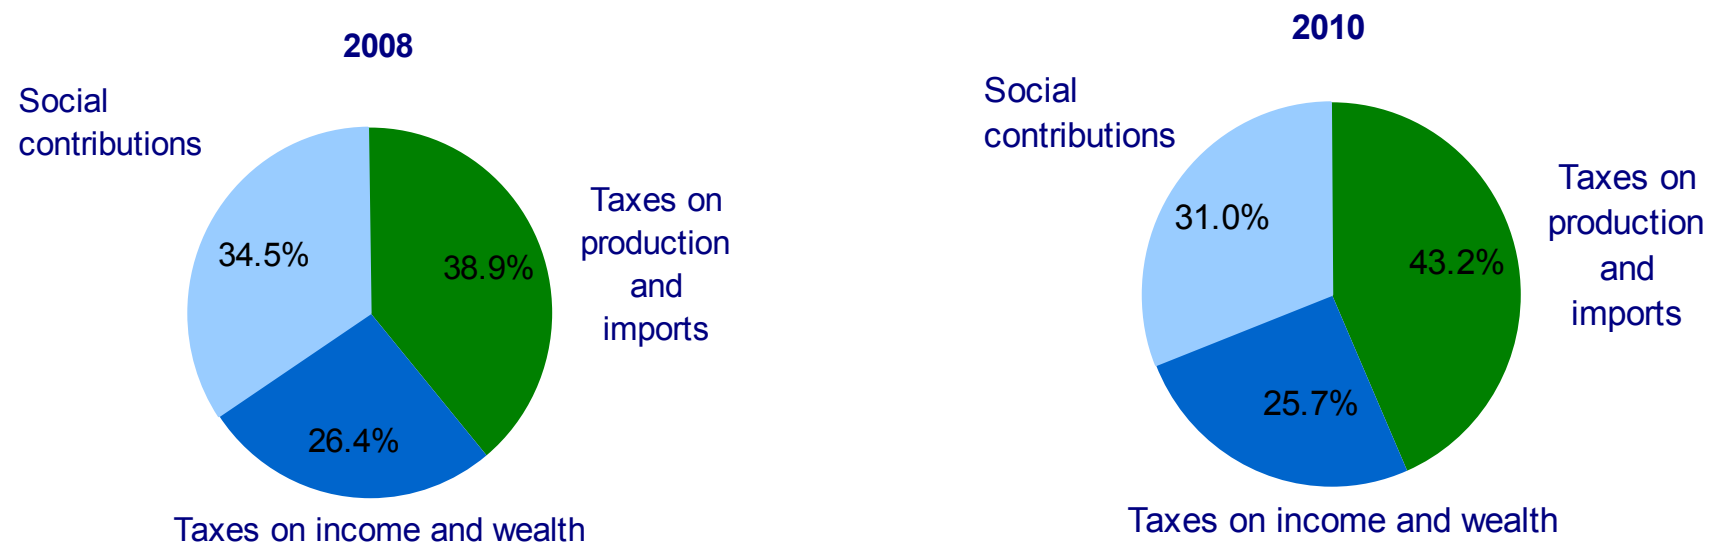 2008
Social
contributions
34.5%
38.9%
Taxes on
production
and
imports
26.4%
Taxes on income and wealth
2010
Social
contributions
31.0%
43.2%
Taxes on
production
and
imports
25.7%
Taxes on income and wealth